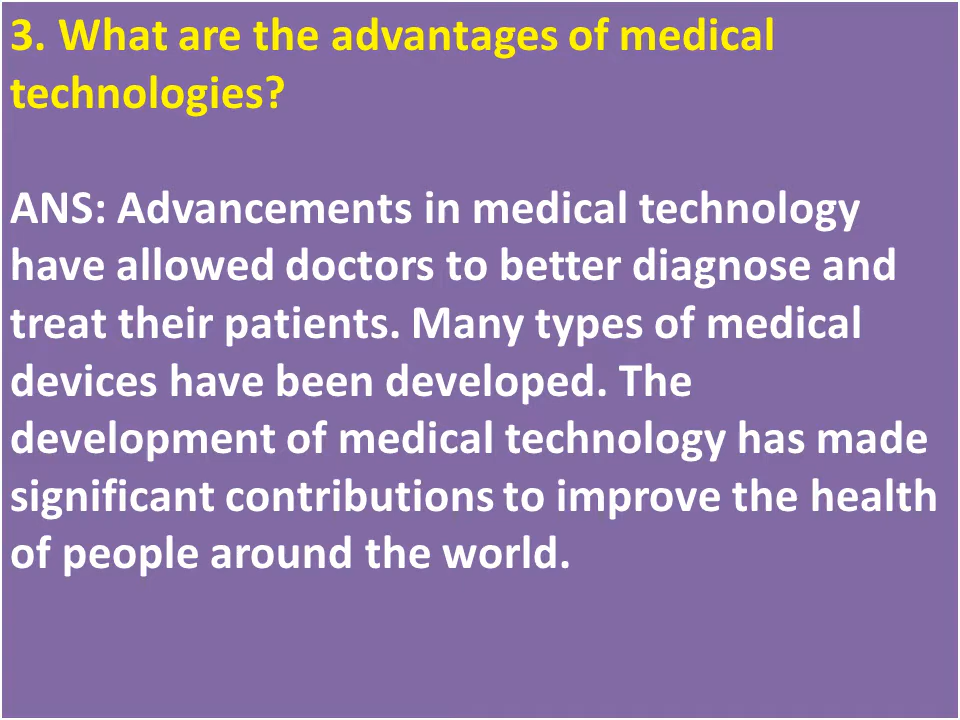 3. What are the advantages of medical
technologies?
ANS: Advancements in medical technology
have allowed doctors to better diagnose and
treat their patients. Many types of medical
devices have been developed. The
development of medical technology has made
significant contributions to improve the health
of people around the world.